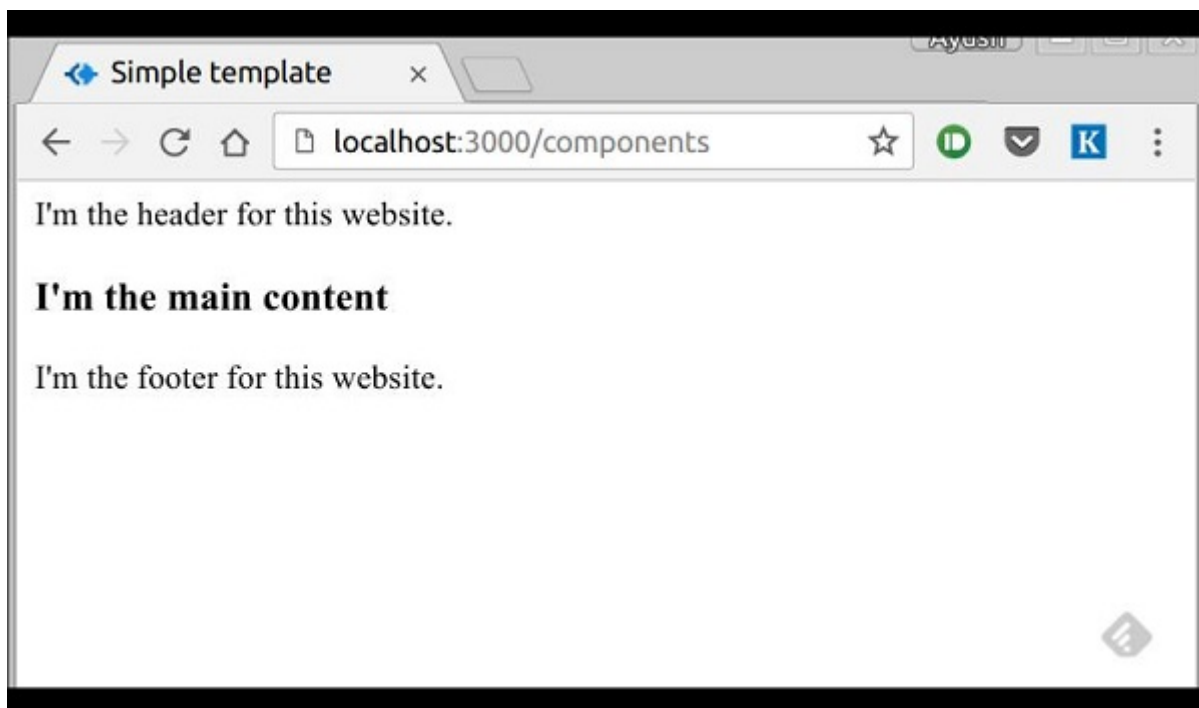 Ayush
Simple template
localhost:3000/components
K
I'm the header for this website.
I'm the main content
I'm the footer for this website.